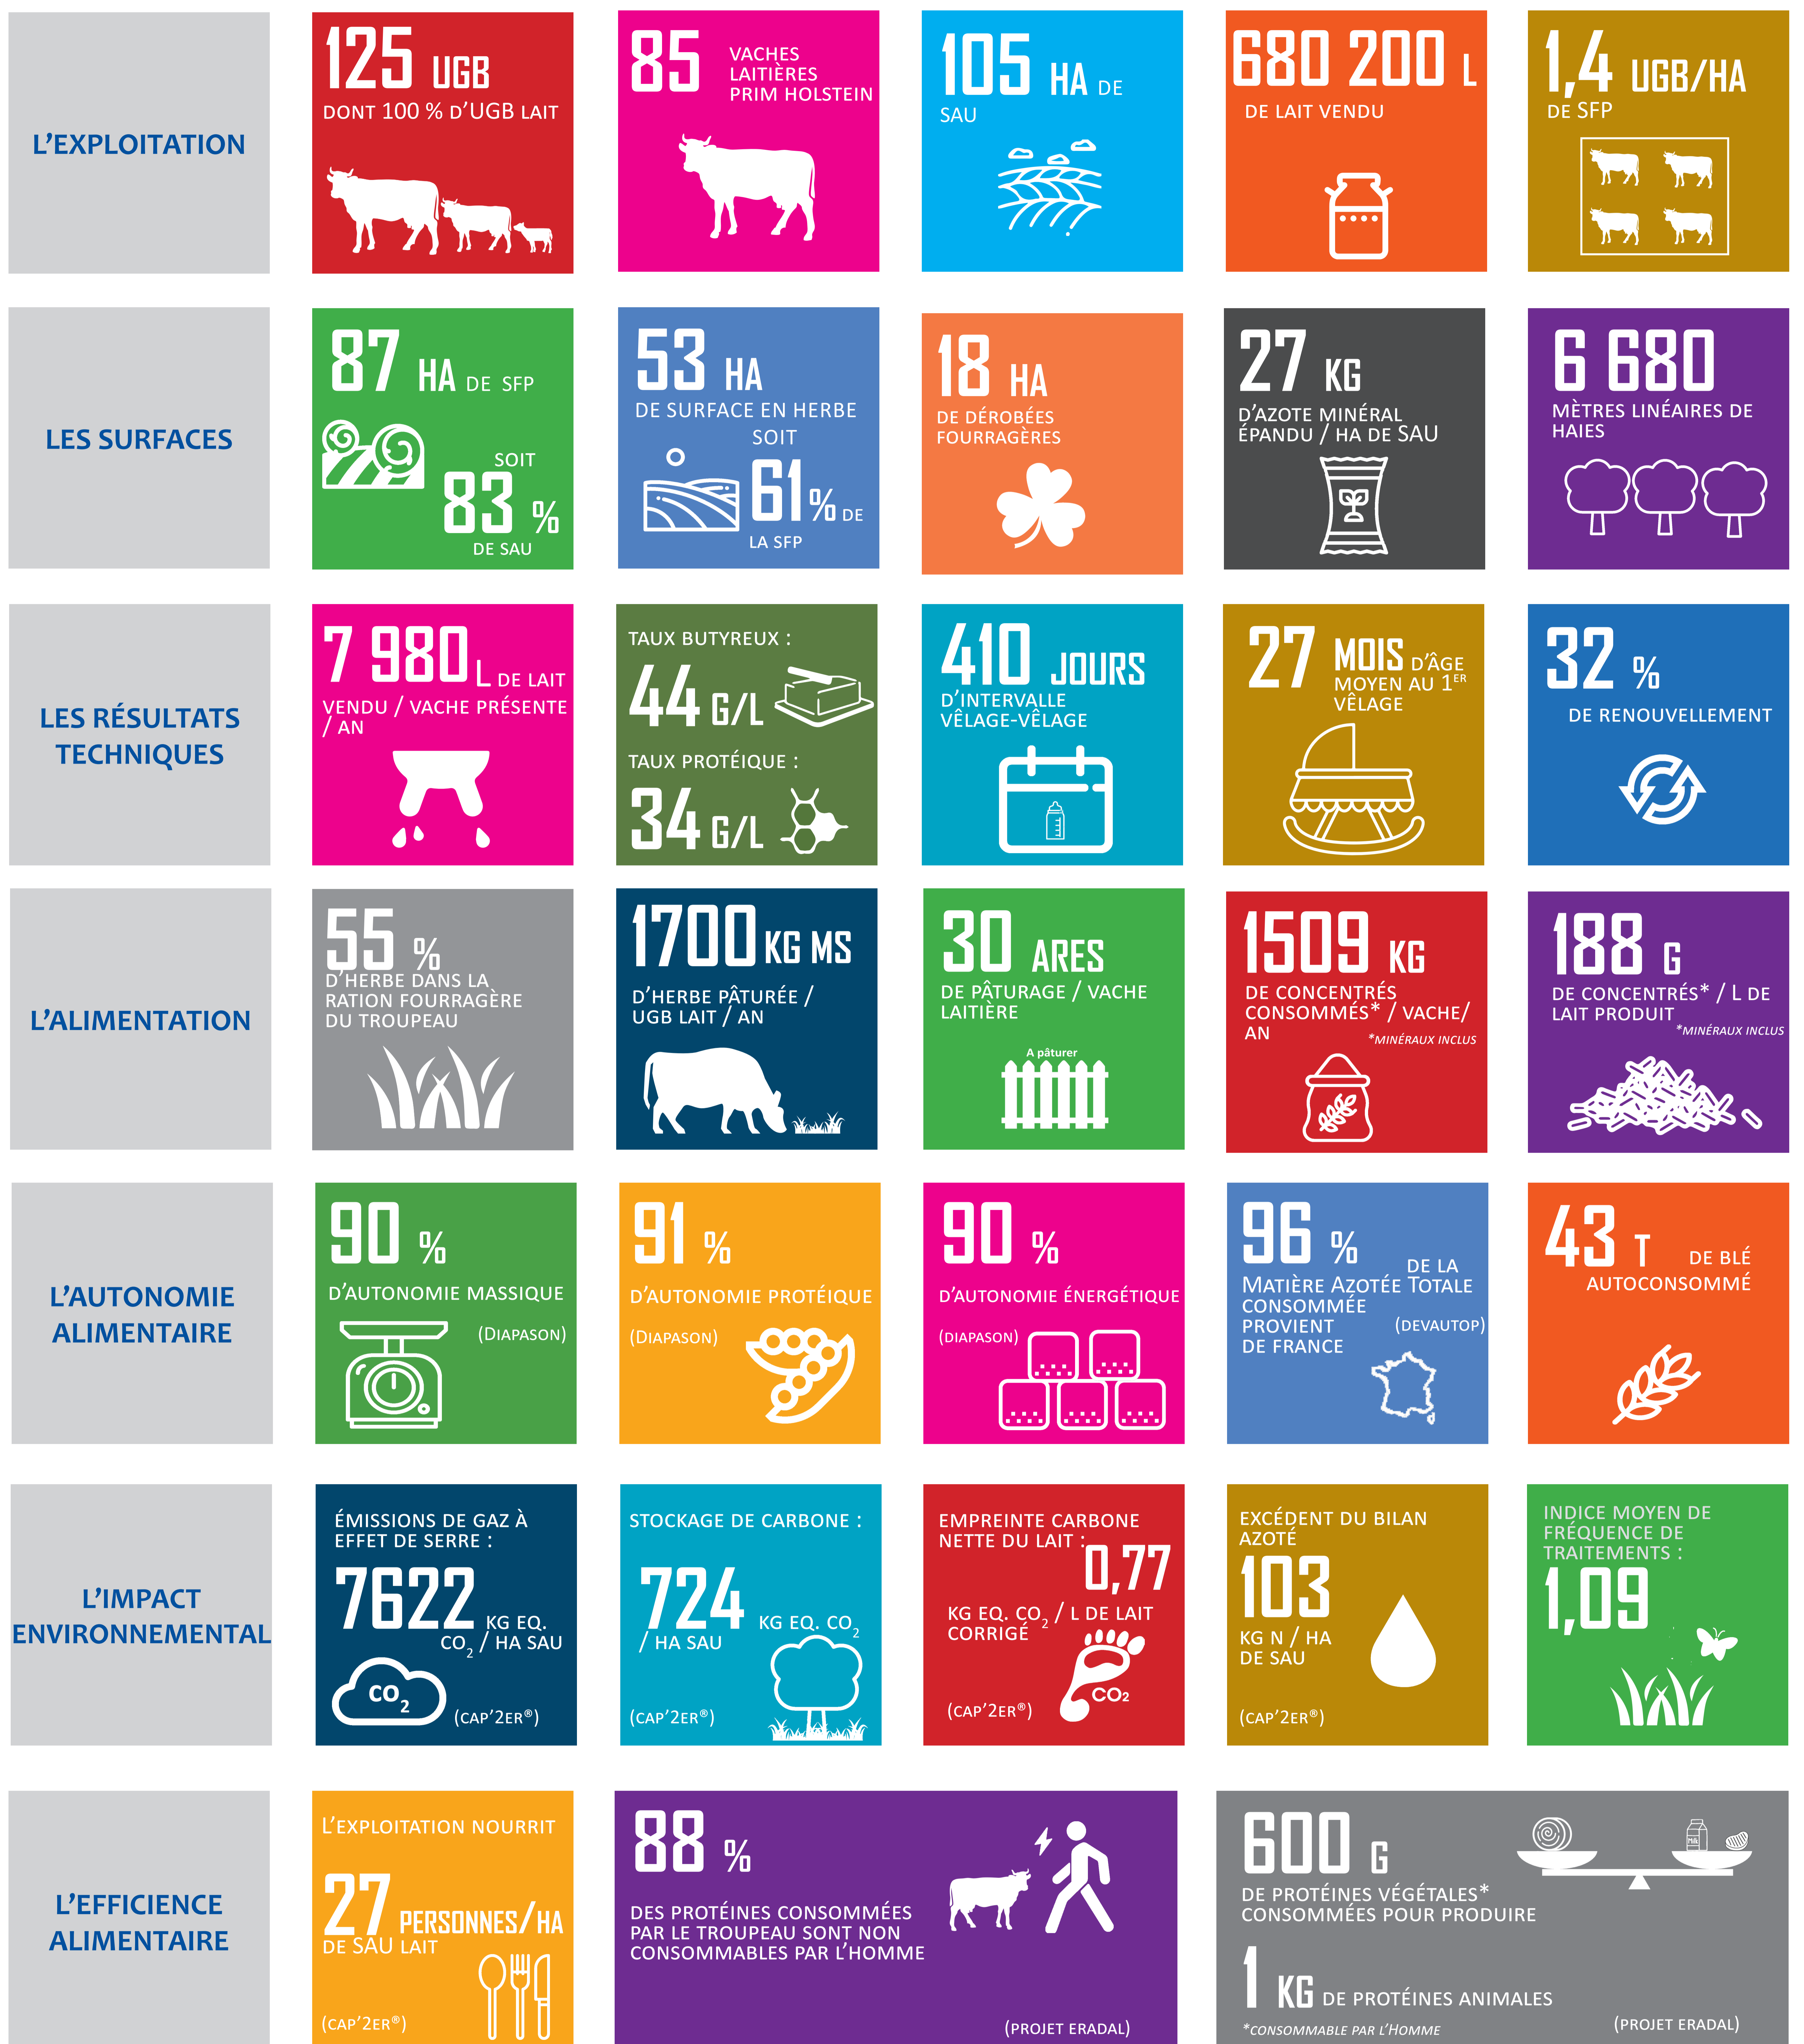 L'EXPLOITATION
125 UGB
DONT 100 % D'UGB LAIT
85 VACHES
LAITIÈRES
PRIM HOLSTEIN
105 HA DE
SAU
680 200 L
DE LAIT VENDU
1,4 UGB/HA
DE SFP
LES SURFACES
87 HA DE SFP
SOIT
83 %
DE SAU
53 HA
DE SURFACE EN HERBE
SOIT
61% DE
LA SFP
18 HA
DE DÉROBÉES
FOURRAGÈRES
27 KG
D'AZOTE MINÉRAL
ÉPANDU / HA DE SAU
6 680
MÈTRES LINÉAIRES DE
HAIES
LES RÉSULTATS
TECHNIQUES
7 980 L DE LAIT
VENDU / VACHE PRÉSENTE
/ AN
TAUX BUTYREUX :
44 G/L
TAUX PROTÉIQUE :
34 G/L
410 JOURS
D'INTERVALLE
VÊLAGE-VÊLAGE
27 MOIS D'ÂGE
MOYEN AU 1ER
VÊLAGE
32 %
DE RENOUVELLEMENT
L'ALIMENTATION
55 %
D'HERBE DANS LA
RATION FOURRAGÈRE
DU TROUPEAU
1700 KG MS
D'HERBE PÂTURÉE /
UGB LAIT / AN
30 ARES
DE PÂTURAGE / VACHE
LAITIÈRE
A pâturer
1509 KG
DE CONCENTRÉS
CONSOMMÉS* / VACHE/
AN
*MINÉRAUX INCLUS
188 G
DE CONCENTRÉS* / L DE
LAIT PRODUIT
*MINÉRAUX INCLUS
L'AUTONOMIE
ALIMENTAIRE
90 %
D'AUTONOMIE MASSIQUE
(DIAPASON)
91 %
D'AUTONOMIE PROTÉIQUE
(DIAPASON)
90 %
D'AUTONOMIE ÉNERGÉTIQUE
(DIAPASON)
96 % DE LA
MATIÈRE AZOTÉE TOTALE
CONSOMMÉE
PROVIENT (DEVAUTOP)
DE FRANCE
43 T DE BLÉ
AUTOCONSOMMÉ
L'IMPACT
ENVIRONNEMENTAL
ÉMISSIONS DE GAZ À
EFFET DE SERRE :
7622 KG EQ.
CO2 / HA SAU
CO2
(CAP'2ER®)
STOCKAGE DE CARBONE :
724 KG EQ. CO2
/ HA SAU
(CAP'2ER®)
EMPREINTE CARBONE
NETTE DU LAIT :
0,77
KG EQ. CO2 / L DE LAIT
CORRIGÉ
CO2
(CAP'2ER®)
EXCÉDENT DU BILAN
AZOTÉ
103
KG N / HA
DE SAU
(CAP'2ER®)
INDICE MOYEN DE
FRÉQUENCE DE
TRAITEMENTS :
1,09
L'EFFICIENCE
ALIMENTAIRE
L'EXPLOITATION NOURRIT
27 PERSONNES/HA
DE SAU LAIT
(CAP'2ER®)
88 %
DES PROTÉINES CONSOMMÉES
PAR LE TROUPEAU SONT NON
CONSOMMABLES PAR L'HOMME
(PROJET ERADAL)
600 G
DE PROTÉINES VÉGÉTALES*
CONSOMMÉES POUR PRODUIRE
Milk
1 KG DE PROTÉINES ANIMALES
*CONSOMMABLE PAR L'HOMME
(PROJET ERADAL)